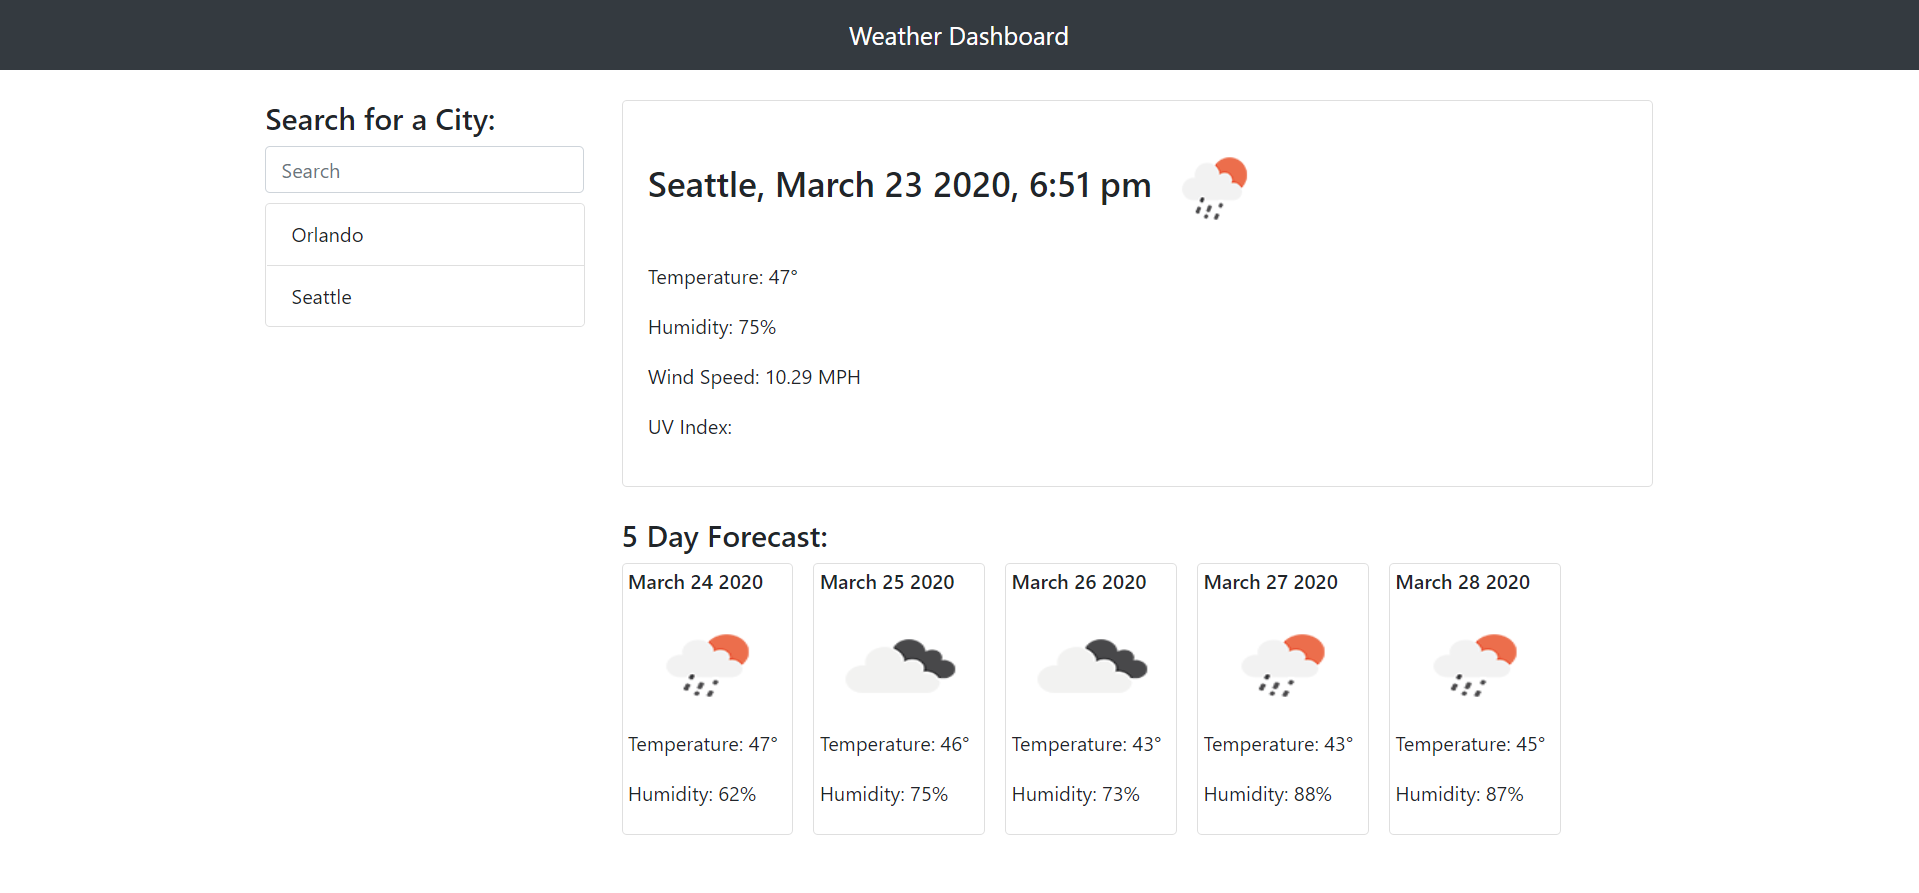 Weather Dashboard
Search for a City:
Search
Orlando
Seattle
Seattle, March 23 2020, 6:51 pm
Temperature: 47°
Humidity: 75%
Wind Speed: 10.29 MPH
UV Index:
5 Day Forecast:
March 24 2020
Temperature: 47°
Humidity: 62%
March 25 2020
Temperature: 46°
Humidity: 75%
March 26 2020
Temperature: 43°
Humidity: 73%
March 27 2020
Temperature: 43°
Humidity: 88%
March 28 2020
Temperature: 45°
Humidity: 87%